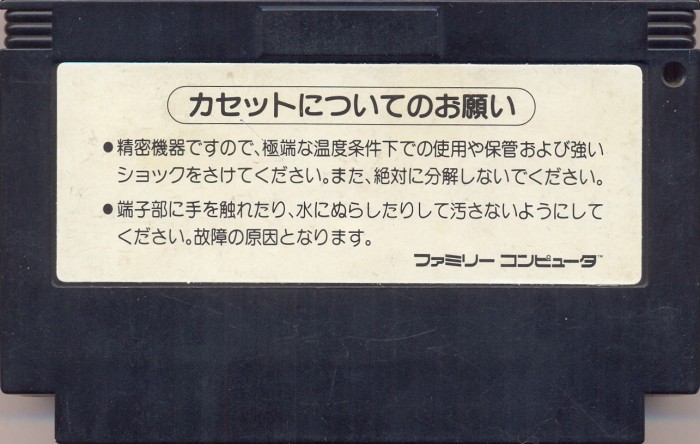 カセットについてのお願い
●精密機器ですので、極端な温度条件下での使用や保管および強い
ショックをさけてください。また、絶対に分解しないでください。
●端子部に手を触れたり、水にぬらしたりして汚さないようにして
ください。故障の原因となります。
ファミリー コンピュータ™